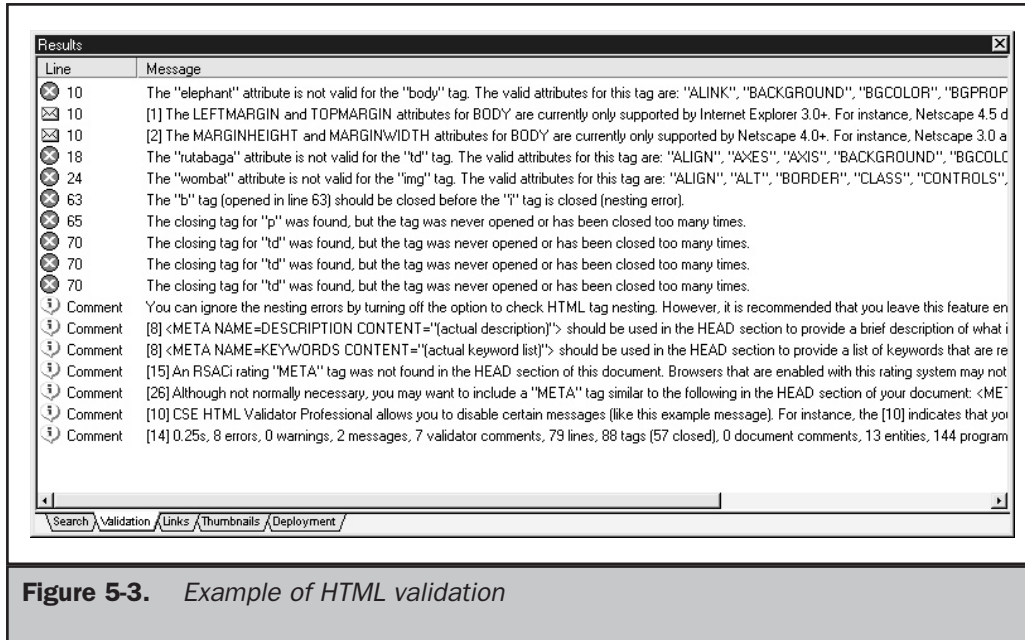 Results
Line Message
10 The "elephant" attribute is not valid for the "body" tag. The valid attributes for this tag are: "ALINK", "BACKGROUND", "BGCOLOR", "BGPROP
10 [1] The LEFTMARGIN and TOPMARGIN attributes for BODY are currently only supported by Internet Explorer 3.0+. For instance, Netscape 4.5 d
10 [2] The MARGINHEIGHT and MARGINWIDTH attributes for BODY are currently only supported by Netscape 4.0+. For instance, Netscape 3.0 a
18 The "rutabaga" attribute is not valid for the "td" tag. The valid attributes for this tag are: "ALIGN", "AXES", "AXIS", "BACKGROUND", "BGCOLO
24 The "wombat" attribute is not valid for the "img" tag. The valid attributes for this tag are: "ALIGN", "ALT", "BORDER", "CLASS", "CONTROLS",
63 The "b" tag (opened in line 63) should be closed before the "i" tag is closed (nesting error).
65 The closing tag for "p" was found, but the tag was never opened or has been closed too many times.
70 The closing tag for "td" was found, but the tag was never opened or has been closed too many times.
70 The closing tag for "td" was found, but the tag was never opened or has been closed too many times.
70 The closing tag for "td" was found, but the tag was never opened or has been closed too many times.
Comment You can ignore the nesting errors by turning off the option to check HTML tag nesting. However, it is recommended that you leave this feature en
Comment [8] <META NAME=DESCRIPTION CONTENT="(actual description)"> should be used in the HEAD section to provide a brief description of what i
Comment [8] <META NAME=KEYWORDS CONTENT="(actual keyword list)"> should be used in the HEAD section to provide a list of keywords that are re
Comment [15] An RSACi rating "META" tag was not found in the HEAD section of this document. Browsers that are enabled with this rating system may not
Comment [26] Although not normally necessary, you may want to include a "META" tag similar to the following in the HEAD section of your document: <MET
Comment [10] CSE HTML Validator Professional allows you to disable certain messages (like this example message). For instance, the [10] indicates that you
Comment [14] 0.25s, 8 errors, 0 warnings, 2 messages, 7 validator comments, 79 lines, 88 tags (57 closed), 0 document comments, 13 entities, 144 program
Search Validation Links Thumbnails Deployment
Figure 5-3. Example of HTML validation